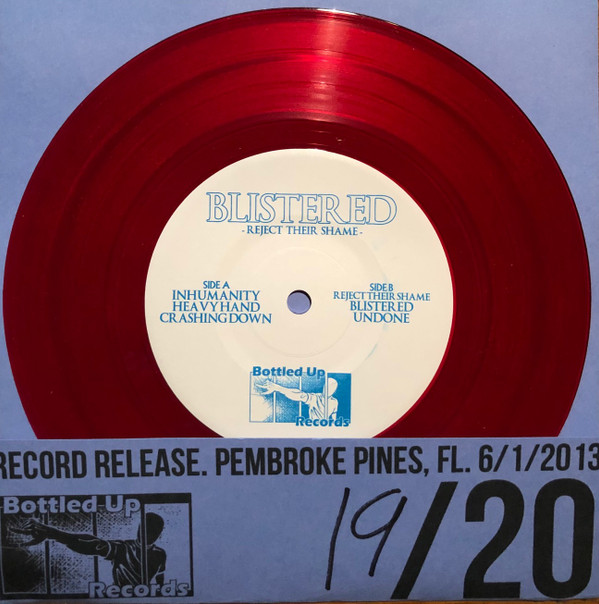 BLISTERED
- REJECT THEIR SHAME -
SIDE A
INHUMANITY
HEAVY HAND
CRASHING DOWN
SIDE B
REJECT THEIR SHAME
BLISTERED
UNDONE
Bottled Up
Records
RECORD RELEASE. PEMBROKE PINES, FL. 6/1/2013
Bottled Up
Records
19/20